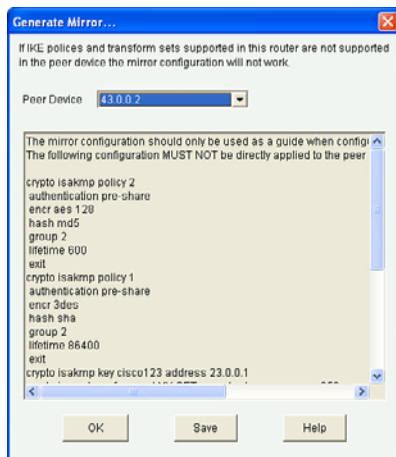 Generate Mirror...
If IKE polices and transform sets supported in this router are not supported
in the peer device the mirror configuration will not work.
Peer Device 43.0.0.2
The mirror configuration should only be used as a guide when config
The following configuration MUST NOT be directly applied to the peer
crypto isakmp policy 2
authentication pre-share
encr aes 128
hash md5
group 2
lifetime 600
exit
crypto isakmp policy 1
authentication pre-share
encr 3des
hash sha
group 2
lifetime 86400
exit
crypto isakmp key cisco123 address 23.0.0.1
OK Save Help